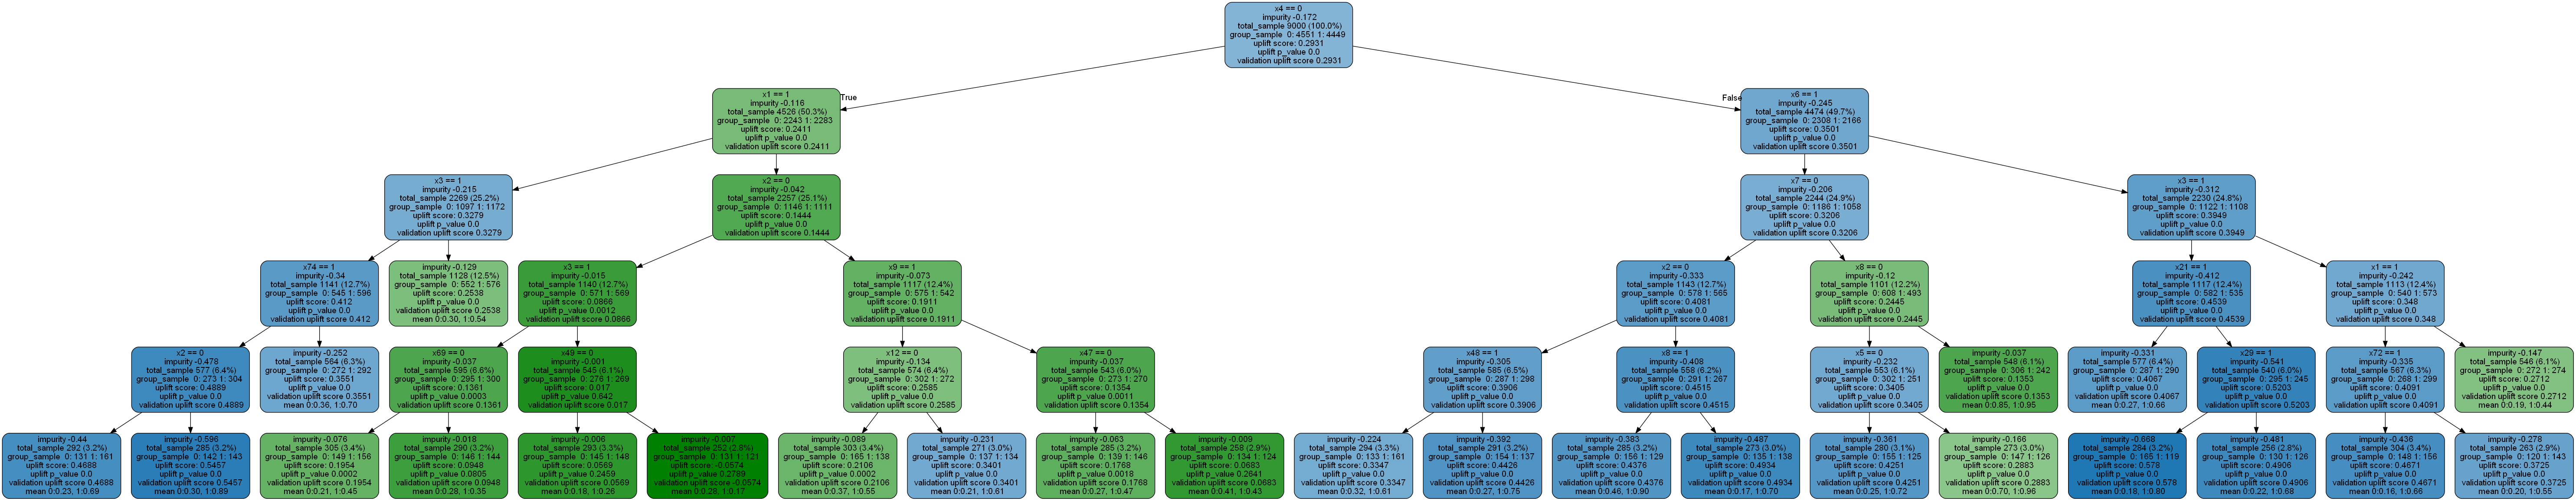 x4 == 0
impurity -0.172
total_sample 9000 (100.0%)
group_sample 0: 4551 1: 4449
uplift score: 0.2931
uplift p_value 0.0
validation uplift score 0.2931
True
False
x1 == 1
impurity -0.116
total_sample 4526 (50.3%)
group_sample 0: 2243 1: 2283
uplift score: 0.2411
uplift p_value 0.0
validation uplift score 0.2411
x6 == 1
impurity -0.245
total_sample 4474 (49.7%)
group_sample 0: 2308 1: 2166
uplift score: 0.3501
uplift p_value 0.0
validation uplift score 0.3501
x3 == 1
impurity -0.215
total_sample 2269 (25.2%)
group_sample 0: 1097 1: 1172
uplift score: 0.3279
uplift p_value 0.0
validation uplift score 0.3279
x2 == 0
impurity -0.042
total_sample 2257 (25.1%)
group_sample 0: 1146 1: 1111
uplift score: 0.1444
uplift p_value 0.0
validation uplift score 0.1444
x7 == 0
impurity -0.206
total_sample 2244 (24.9%)
group_sample 0: 1186 1: 1058
uplift score: 0.3206
uplift p_value 0.0
validation uplift score 0.3206
x3 == 1
impurity -0.312
total_sample 2230 (24.8%)
group_sample 0: 1122 1: 1108
uplift score: 0.3949
uplift p_value 0.0
validation uplift score 0.3949
x74 == 1
impurity -0.34
total_sample 1141 (12.7%)
group_sample 0: 545 1: 596
uplift score: 0.412
uplift p_value 0.0
validation uplift score 0.412
impurity -0.129
total_sample 1128 (12.5%)
group_sample 0: 552 1: 576
uplift score: 0.2538
uplift p_value 0.0
validation uplift score 0.2538
mean 0:0.30, 1:0.54
x3 == 1
impurity -0.015
total_sample 1140 (12.7%)
group_sample 0: 571 1: 569
uplift score: 0.0866
uplift p_value 0.0012
validation uplift score 0.0866
x9 == 1
impurity -0.073
total_sample 1117 (12.4%)
group_sample 0: 575 1: 542
uplift score: 0.1911
uplift p_value 0.0
validation uplift score 0.1911
x2 == 0
impurity -0.333
total_sample 1143 (12.7%)
group_sample 0: 578 1: 565
uplift score: 0.4081
uplift p_value 0.0
validation uplift score 0.4081
x8 == 0
impurity -0.12
total_sample 1101 (12.2%)
group_sample 0: 608 1: 493
uplift score: 0.2445
uplift p_value 0.0
validation uplift score 0.2445
x21 == 1
impurity -0.412
total_sample 1117 (12.4%)
group_sample 0: 582 1: 535
uplift score: 0.4539
uplift p_value 0.0
validation uplift score 0.4539
x1 == 1
impurity -0.242
total_sample 1113 (12.4%)
group_sample 0: 540 1: 573
uplift score: 0.348
uplift p_value 0.0
validation uplift score 0.348
x2 == 0
impurity -0.478
total_sample 577 (6.4%)
group_sample 0: 273 1: 304
uplift score: 0.4889
uplift p_value 0.0
validation uplift score 0.4889
impurity -0.252
total_sample 564 (6.3%)
group_sample 0: 272 1: 292
uplift score: 0.3551
uplift p_value 0.0
validation uplift score 0.3551
mean 0:0.36, 1:0.70
x69 == 0
impurity -0.037
total_sample 595 (6.6%)
group_sample 0: 295 1: 300
uplift score: 0.1361
uplift p_value 0.0003
validation uplift score 0.1361
x49 == 0
impurity -0.001
total_sample 545 (6.1%)
group_sample 0: 276 1: 269
uplift score: 0.017
uplift p_value 0.642
validation uplift score 0.017
x12 == 0
impurity -0.134
total_sample 574 (6.4%)
group_sample 0: 302 1: 272
uplift score: 0.2585
uplift p_value 0.0
validation uplift score 0.2585
x47 == 0
impurity -0.037
total_sample 543 (6.0%)
group_sample 0: 273 1: 270
uplift score: 0.1354
uplift p_value 0.0011
validation uplift score 0.1354
x48 == 1
impurity -0.305
total_sample 585 (6.5%)
group_sample 0: 287 1: 298
uplift score: 0.3906
uplift p_value 0.0
validation uplift score 0.3906
x8 == 1
impurity -0.408
total_sample 558 (6.2%)
group_sample 0: 291 1: 267
uplift score: 0.4515
uplift p_value 0.0
validation uplift score 0.4515
x5 == 0
impurity -0.232
total_sample 553 (6.1%)
group_sample 0: 302 1: 251
uplift score: 0.3405
uplift p_value 0.0
validation uplift score 0.3405
impurity -0.037
total_sample 548 (6.1%)
group_sample 0: 306 1: 242
uplift score: 0.1353
uplift p_value 0.0
validation uplift score 0.1353
mean 0:0.85, 1:0.95
impurity -0.331
total_sample 577 (6.4%)
group_sample 0: 287 1: 290
uplift score: 0.4067
uplift p_value 0.0
validation uplift score 0.4067
mean 0:0.27, 1:0.66
x29 == 1
impurity -0.541
total_sample 540 (6.0%)
group_sample 0: 295 1: 245
uplift score: 0.5203
uplift p_value 0.0
validation uplift score 0.5203
x72 == 1
impurity -0.335
total_sample 567 (6.3%)
group_sample 0: 268 1: 299
uplift score: 0.4091
uplift p_value 0.0
validation uplift score 0.4091
impurity -0.147
total_sample 546 (6.1%)
group_sample 0: 272 1: 274
uplift score: 0.2712
uplift p_value 0.0
validation uplift score 0.2712
mean 0:0.19, 1:0.44
impurity -0.44
total_sample 292 (3.2%)
group_sample 0: 131 1: 161
uplift score: 0.4688
uplift p_value 0.0
validation uplift score 0.4688
mean 0:0.23, 1:0.69
impurity -0.596
total_sample 285 (3.2%)
group_sample 0: 142 1: 143
uplift score: 0.5457
uplift p_value 0.0
validation uplift score 0.5457
mean 0:0.30, 1:0.89
impurity -0.076
total_sample 305 (3.4%)
group_sample 0: 149 1: 156
uplift score: 0.1954
uplift p_value 0.0002
validation uplift score 0.1954
mean 0:0.21, 1:0.45
impurity -0.018
total_sample 290 (3.2%)
group_sample 0: 146 1: 144
uplift score: 0.0948
uplift p_value 0.0805
validation uplift score 0.0948
mean 0:0.28, 1:0.35
impurity -0.006
total_sample 293 (3.3%)
group_sample 0: 145 1: 148
uplift score: 0.0569
uplift p_value 0.2459
validation uplift score 0.0569
mean 0:0.18, 1:0.26
impurity -0.007
total_sample 252 (2.8%)
group_sample 0: 131 1: 121
uplift score: -0.0574
uplift p_value 0.2789
validation uplift score -0.0574
mean 0:0.28, 1:0.17
impurity -0.089
total_sample 303 (3.4%)
group_sample 0: 165 1: 138
uplift score: 0.2106
uplift p_value 0.0002
validation uplift score 0.2106
mean 0:0.37, 1:0.55
impurity -0.231
total_sample 271 (3.0%)
group_sample 0: 137 1: 134
uplift score: 0.3401
uplift p_value 0.0
validation uplift score 0.3401
mean 0:0.21, 1:0.61
impurity -0.063
total_sample 285 (3.2%)
group_sample 0: 139 1: 146
uplift score: 0.1768
uplift p_value 0.0018
validation uplift score 0.1768
mean 0:0.27, 1:0.47
impurity -0.009
total_sample 258 (2.9%)
group_sample 0: 134 1: 124
uplift score: 0.0683
uplift p_value 0.2641
validation uplift score 0.0683
mean 0:0.41, 1:0.43
impurity -0.224
total_sample 294 (3.3%)
group_sample 0: 133 1: 161
uplift score: 0.3347
uplift p_value 0.0
validation uplift score 0.3347
mean 0:0.32, 1:0.61
impurity -0.392
total_sample 291 (3.2%)
group_sample 0: 154 1: 137
uplift score: 0.4426
uplift p_value 0.0
validation uplift score 0.4426
mean 0:0.27, 1:0.75
impurity -0.383
total_sample 285 (3.2%)
group_sample 0: 156 1: 129
uplift score: 0.4376
uplift p_value 0.0
validation uplift score 0.4376
mean 0:0.46, 1:0.90
impurity -0.487
total_sample 273 (3.0%)
group_sample 0: 135 1: 138
uplift score: 0.4934
uplift p_value 0.0
validation uplift score 0.4934
mean 0:0.17, 1:0.70
impurity -0.361
total_sample 280 (3.1%)
group_sample 0: 155 1: 125
uplift score: 0.4251
uplift p_value 0.0
validation uplift score 0.4251
mean 0:0.25, 1:0.72
impurity -0.166
total_sample 273 (3.0%)
group_sample 0: 147 1: 126
uplift score: 0.2883
uplift p_value 0.0
validation uplift score 0.2883
mean 0:0.70, 1:0.96
impurity -0.668
total_sample 284 (3.2%)
group_sample 0: 165 1: 119
uplift score: 0.578
uplift p_value 0.0
validation uplift score 0.578
mean 0:0.18, 1:0.80
impurity -0.481
total_sample 256 (2.8%)
group_sample 0: 130 1: 126
uplift score: 0.4906
uplift p_value 0.0
validation uplift score 0.4906
mean 0:0.22, 1:0.68
impurity -0.436
total_sample 304 (3.4%)
group_sample 0: 148 1: 156
uplift score: 0.4671
uplift p_value 0.0
validation uplift score 0.4671
mean 0:0.16, 1:0.66
impurity -0.278
total_sample 263 (2.9%)
group_sample 0: 120 1: 143
uplift score: 0.3725
uplift p_value 0.0
validation uplift score 0.3725
mean 0:0.20, 1:0.55